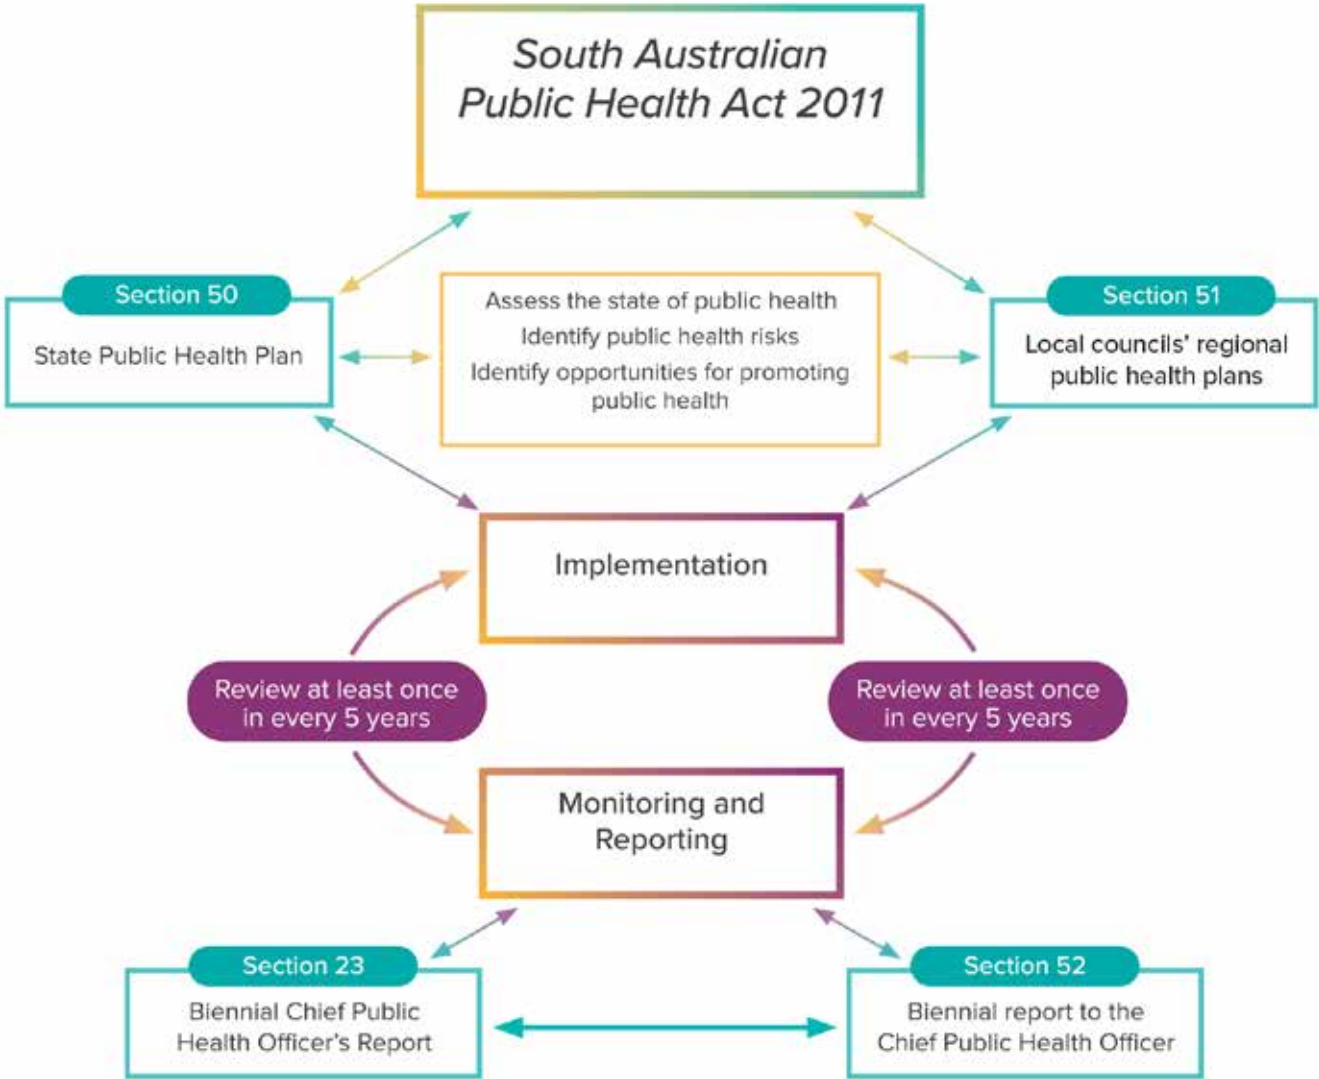 South Australian
Public Health Act 2011
Section 50
State Public Health Plan
Assess the state of public health
Identify public health risks
Identify opportunities for promoting
public health
Section 51
Local councils' regional
public health plans
Implementation
Review at least once
in every 5 years
Review at least once
in every 5 years
Monitoring and
Reporting
Section 23
Biennial Chief Public
Health Officer's Report
Section 52
Biennial report to the
Chief Public Health Officer